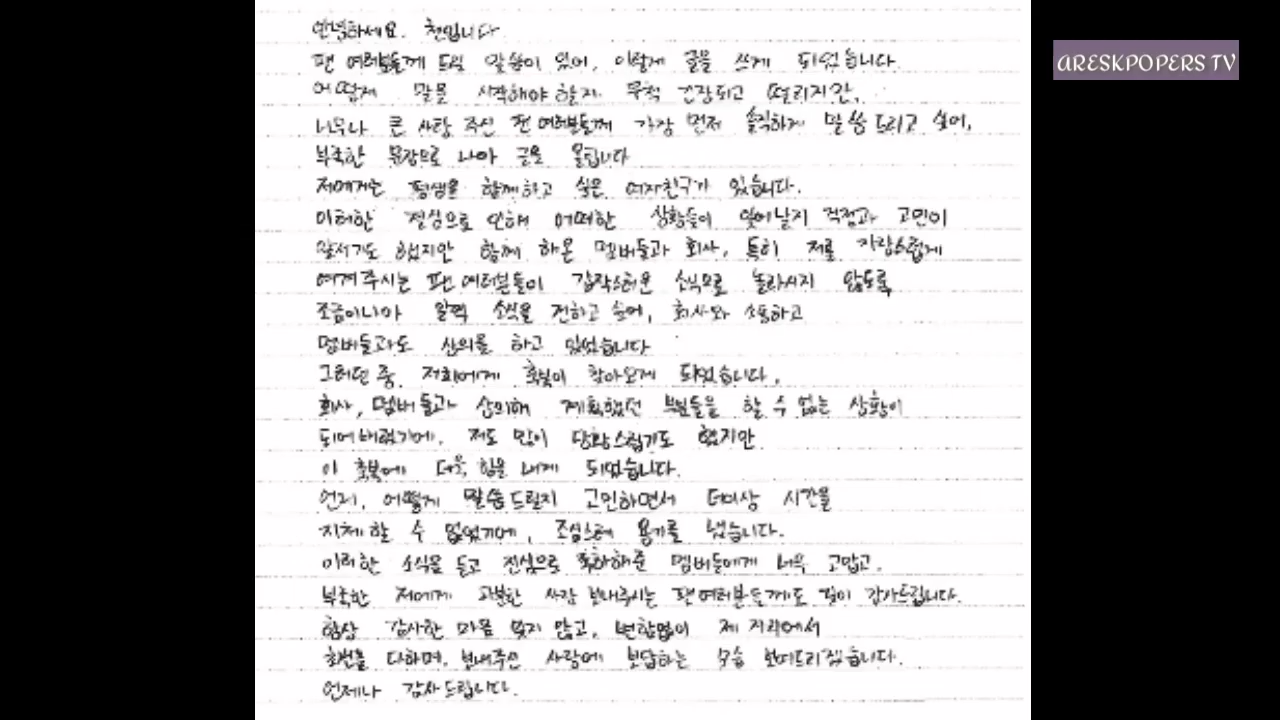 안녕하세요. 첸입니다
팬 여러분들께 드릴 말씀이 있어, 이렇게 글을 쓰게 되었습니다.
어떻게 말을 시작해야 할지 무척 긴장되고 떨리지만,
너무나 큰 사랑 주신 팬 여러분들께 가장 먼저 솔직하게 말씀드리고 싶어,
부족한 문장으로 나마 글을 올립니다
저에게는 평생을 함께하고 싶은 여자친구가 있습니다.
이러한 결심으로 인해 어떠한 상황들이 일어날지 걱정과 고민이
앞서기도 했지만 함께 해온 멤버들과 회사, 특히 저를 자랑스럽게
여겨주시는 팬 여러분들이 갑작스러운 소식으로 놀라시지 않도록
조금이나마 일찍 소식을 전하고 싶어, 회사와 소통하고
멤버들과도 상의를 하고 있었습니다
그러던 중 저희에게 축복이 찾아오게 되었습니다.
회사, 멤버들과 상의해 계획했던 부분들을 할 수 없는 상황이
되어버렸기에, 저도 많이 당황스럽기도 했지만
이 축복에 더욱 힘을 내게 되었습니다.
언제, 어떻게 말씀드릴지 고민하면서 더이상 시간을
지체할 수 없었기에, 조심스레 용기를 냈습니다.
이러한 소식을 듣고 진심으로 축하해준 멤버들에게 너무 고맙고,
부족한 저에게 과분한 사랑 보내주시는 팬여러분들께도 깊이 감사드립니다.
항상 감사한 마음 잊지 않고, 변함없이 제 자리에서
최선을 다하며, 보내주신 사랑에 보답하는 모습 보여드리겠습니다.
언제나 감사드립니다.
ARESKPOPERS TV